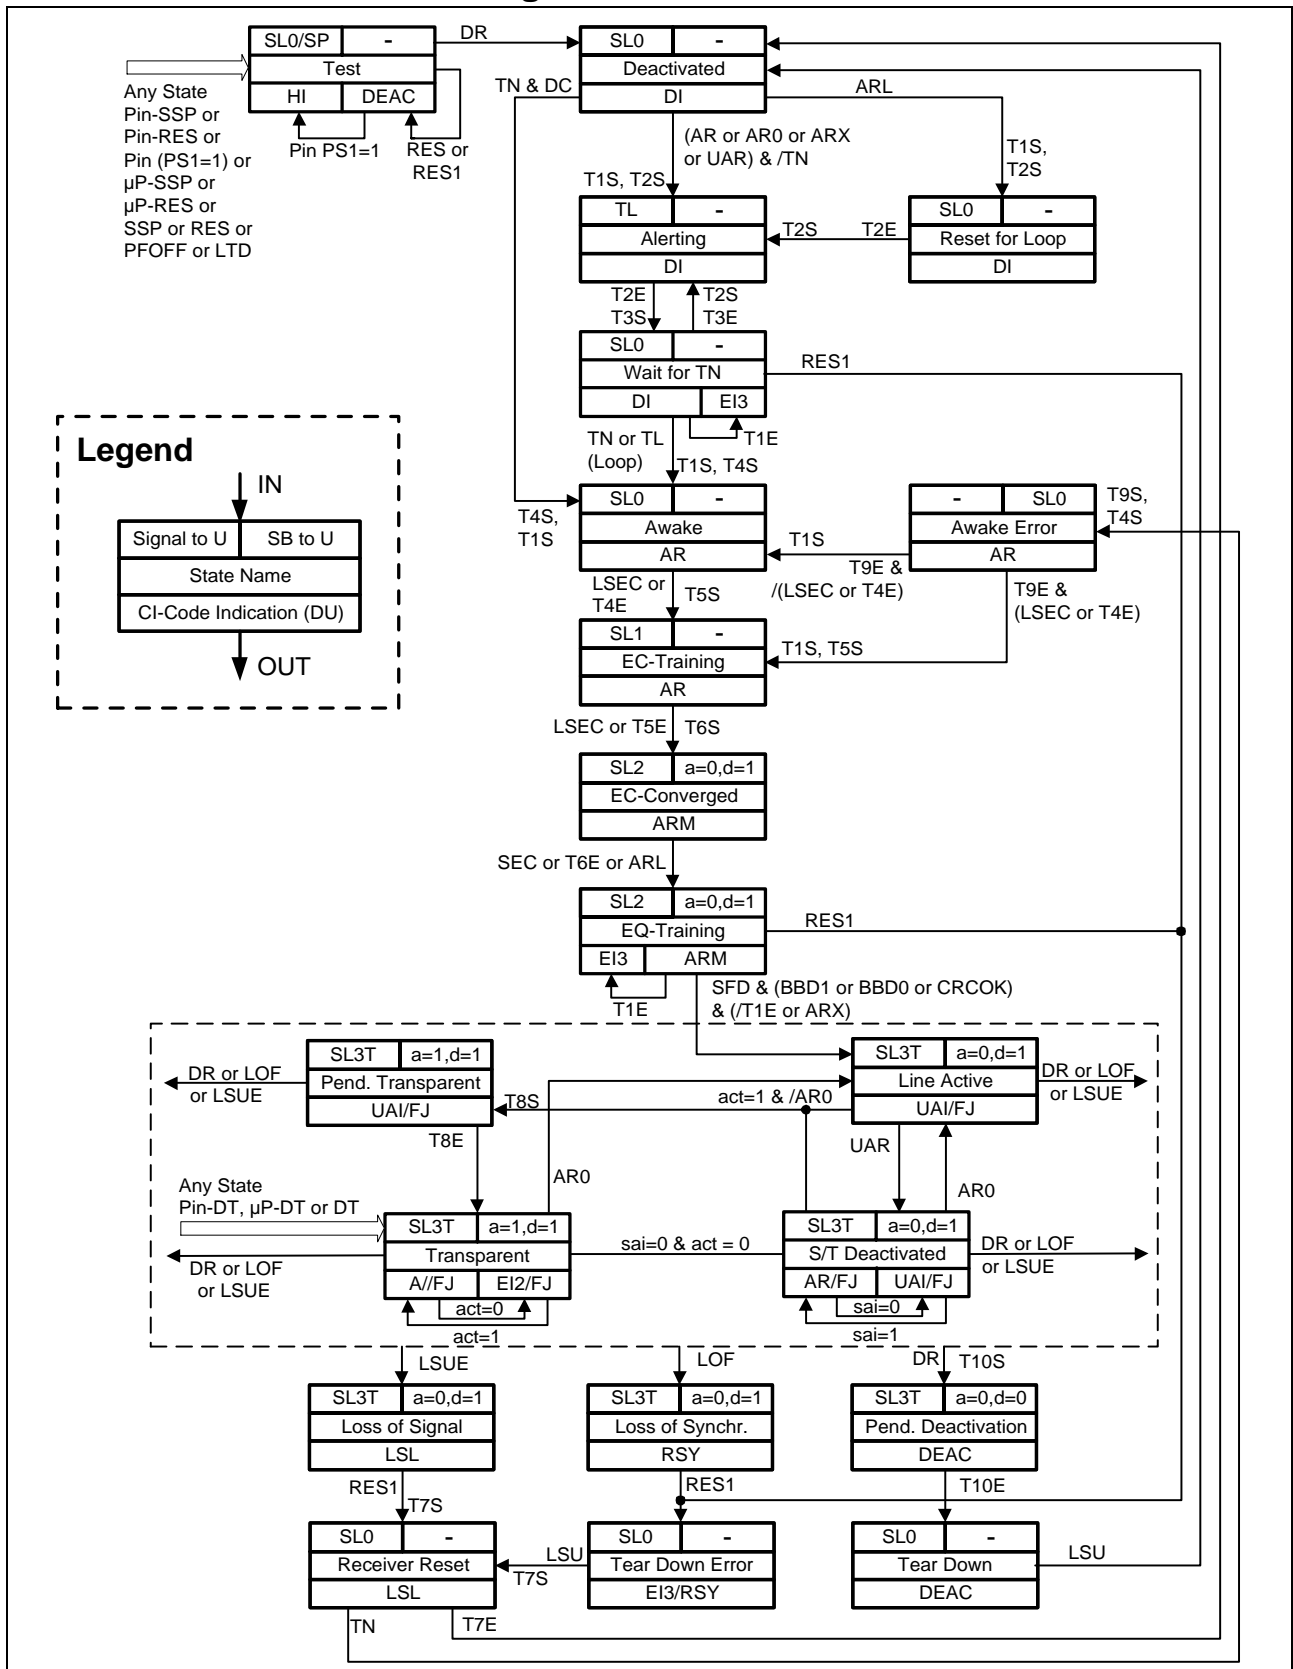 SL0/SP -
Test
HI DEAC
DR
SL0 -
Deactivated
DI
Any State
Pin-SSP or
Pin-RES or
Pin (PS1=1) or
µP-SSP or
µP-RES or
SSP or RES or
PFOFF or LTD
Pin PS1=1
RES or
RES1
TN & DC
ARL
(AR or AR0 or ARX
or UAR) & /TN
T1S,
T2S
T1S, T2S
TL -
Alerting
DI
T2S T2E
SL0 -
Reset for Loop
DI
T2E
T3S
T2S
T3E
SL0 -
Wait for TN
DI EI3
RES1
T1E
TN or TL
(Loop)
T1S, T4S
Legend
IN
Signal to U SB to U
State Name
CI-Code Indication (DU)
OUT
T4S,
T1S
SL0 -
Awake
AR
T1S
T9E &
/(LSEC or T4E)
- SL0
Awake Error
AR
T9S,
T4S
T9E &
(LSEC or T4E)
LSEC or
T4E
T5S
SL1 -
EC-Training
AR
T1S, T5S
LSEC or T5E T6S
SL2 a=0,d=1
EC-Converged
ARM
SEC or T6E or ARL
SL2 a=0,d=1
EQ-Training
EI3 ARM
RES1
T1E
SFD & (BBD1 or BBD0 or CRCOK)
& (/T1E or ARX)
DR or LOF
or LSUE
SL3T a=1,d=1
Pend. Transparent
UAI/FJ
T8S
act=1 & /AR0
SL3T a=0,d=1
Line Active
UAI/FJ
DR or LOF
or LSUE
T8E
AR0
UAR
AR0
Any State
Pin-DT, µP-DT or DT
DR or LOF
or LSUE
SL3T a=1,d=1
Transparent
A//FJ EI2/FJ
act=0
act=1
sai=0 & act = 0
SL3T a=0,d=1
S/T Deactivated
AR/FJ UAI/FJ
sai=0
sai=1
DR or LOF
or LSUE
LSUE
LOF
DR T10S
SL3T a=0,d=1
Loss of Signal
LSL
SL3T a=0,d=1
Loss of Synchr.
RSY
SL3T a=0,d=0
Pend. Deactivation
DEAC
RES1
T7S
RES1
T10E
SL0 -
Receiver Reset
LSL
LSU
T7S
SL0 -
Tear Down Error
EI3/RSY
SL0 -
Tear Down
DEAC
LSU
TN
T7E